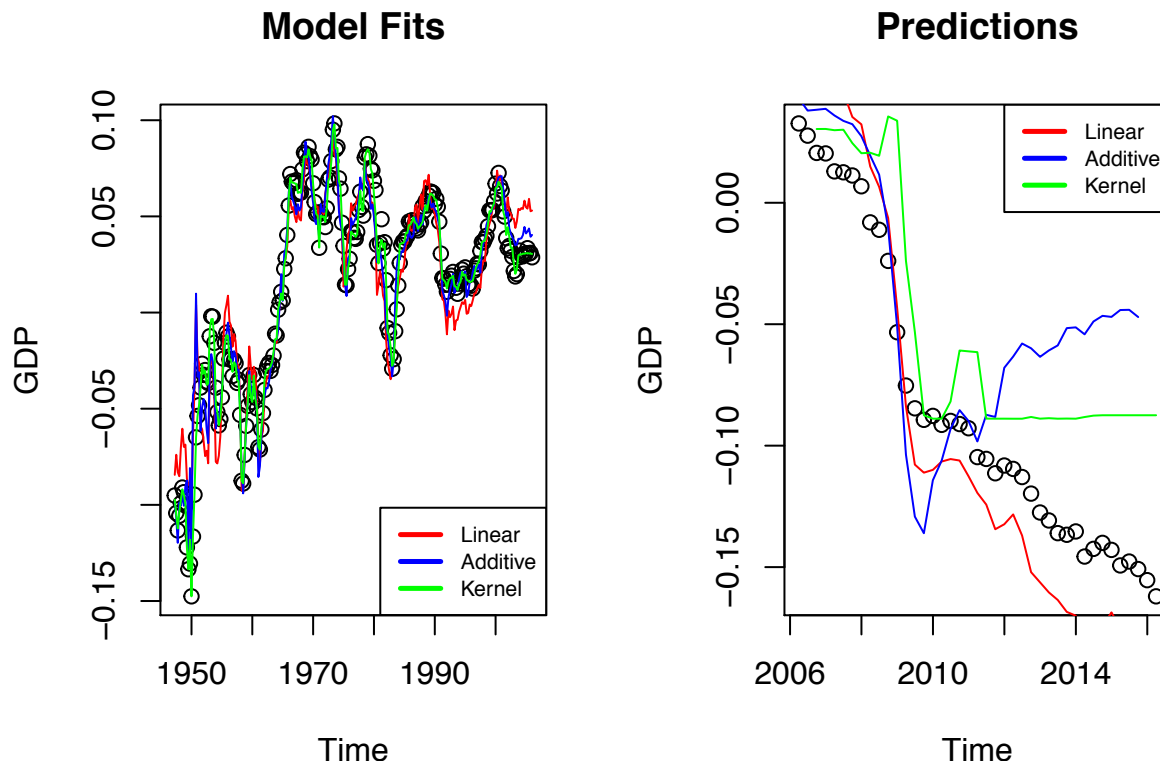 Model Fits
GDP
0.10
0.05
−0.05
−0.15
Linear
Additive
Kernel
1950
1970
1990
Time
Predictions
GDP
0.00
−0.05
−0.10
−0.15
Linear
Additive
Kernel
2006
2010
2014
Time